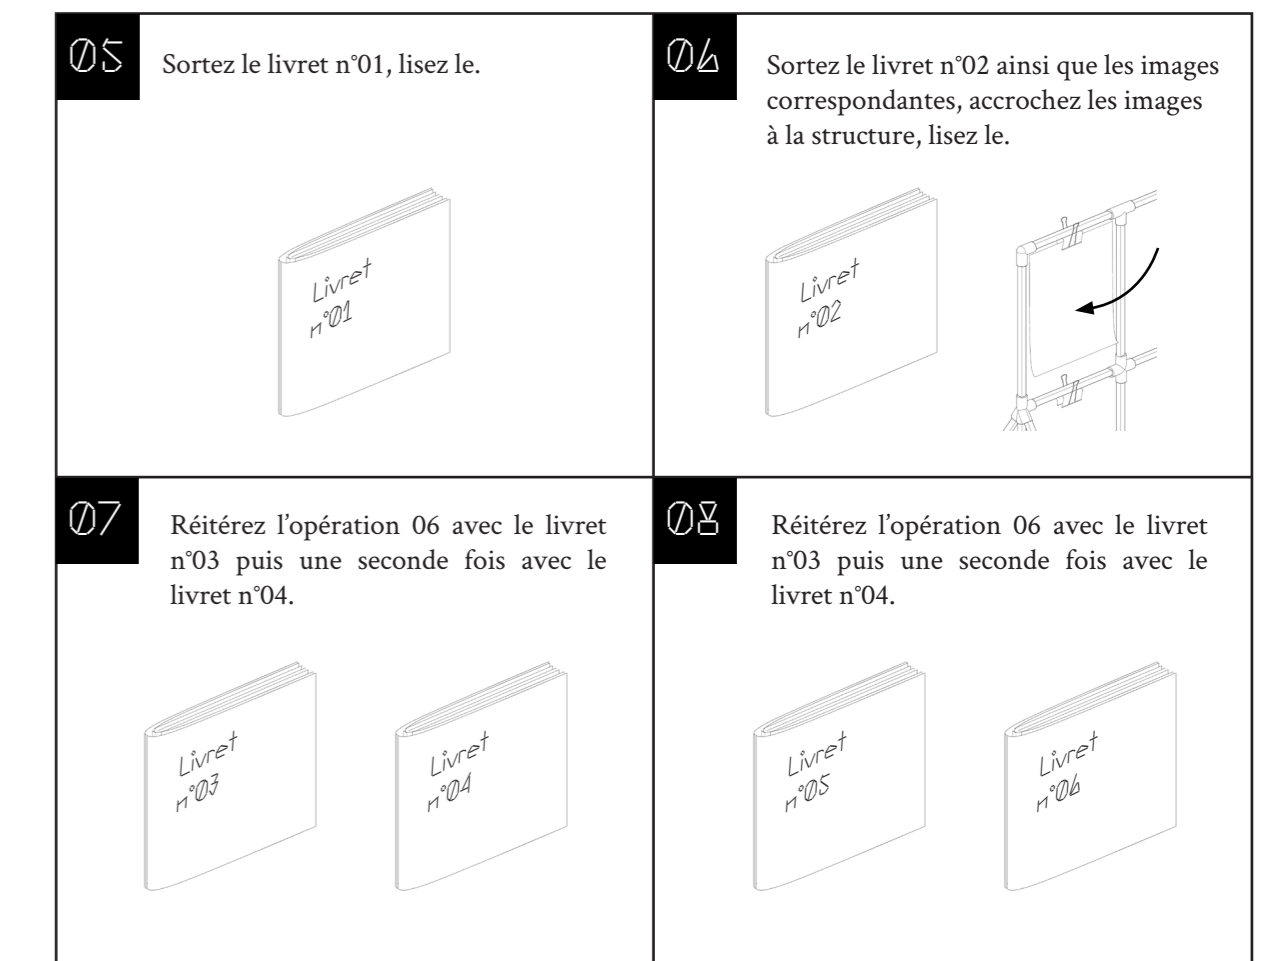 05
Sortez le livret n°01, lisez le.
Livret
n°01
06
Sortez le livret n°02 ainsi que les images
correspondantes, accrochez les images
à la structure, lisez le.
Livret
n°02
07
Réitérez l’opération 06 avec le livret
n°03 puis une seconde fois avec le
livret n°04.
Livret
n°03
Livret
n°04
08
Réitérez l’opération 06 avec le livret
n°03 puis une seconde fois avec le
livret n°04.
Livret
n°05
Livret
n°06